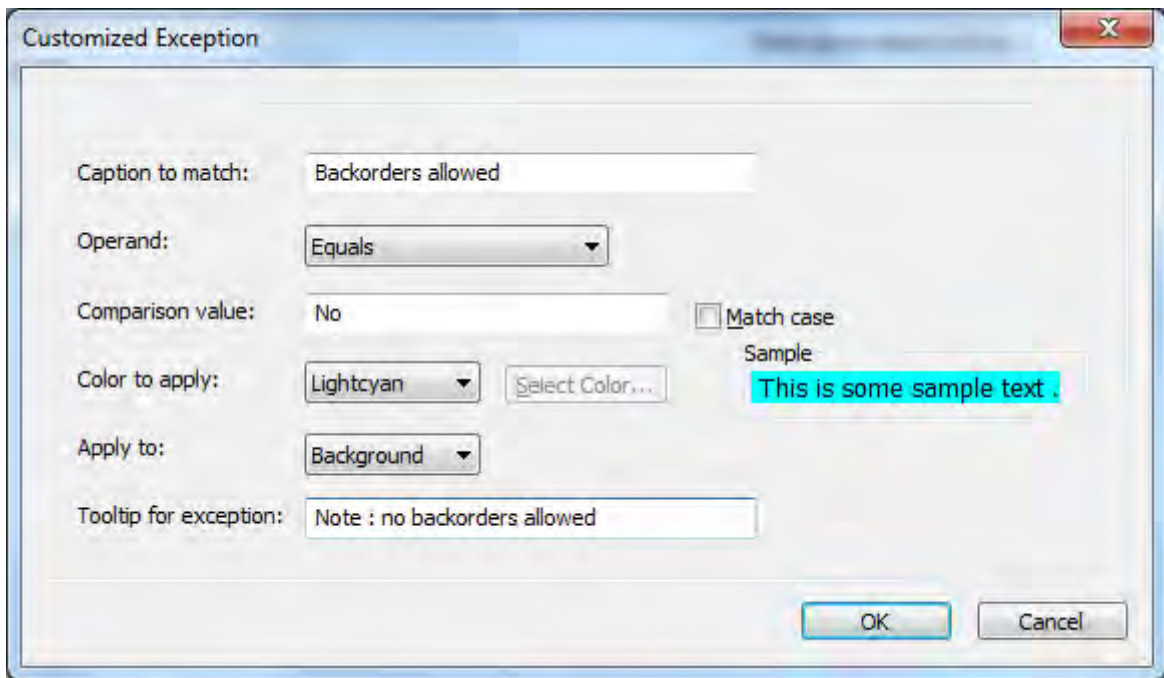 Customized Exception
Caption to match: Backorders allowed
Operand: Equals
Comparison value: No Match case
Sample
Color to apply: Lightcyan Select Color... This is some sample text .
Apply to: Background
Tooltip for exception: Note : no backorders allowed
OK Cancel